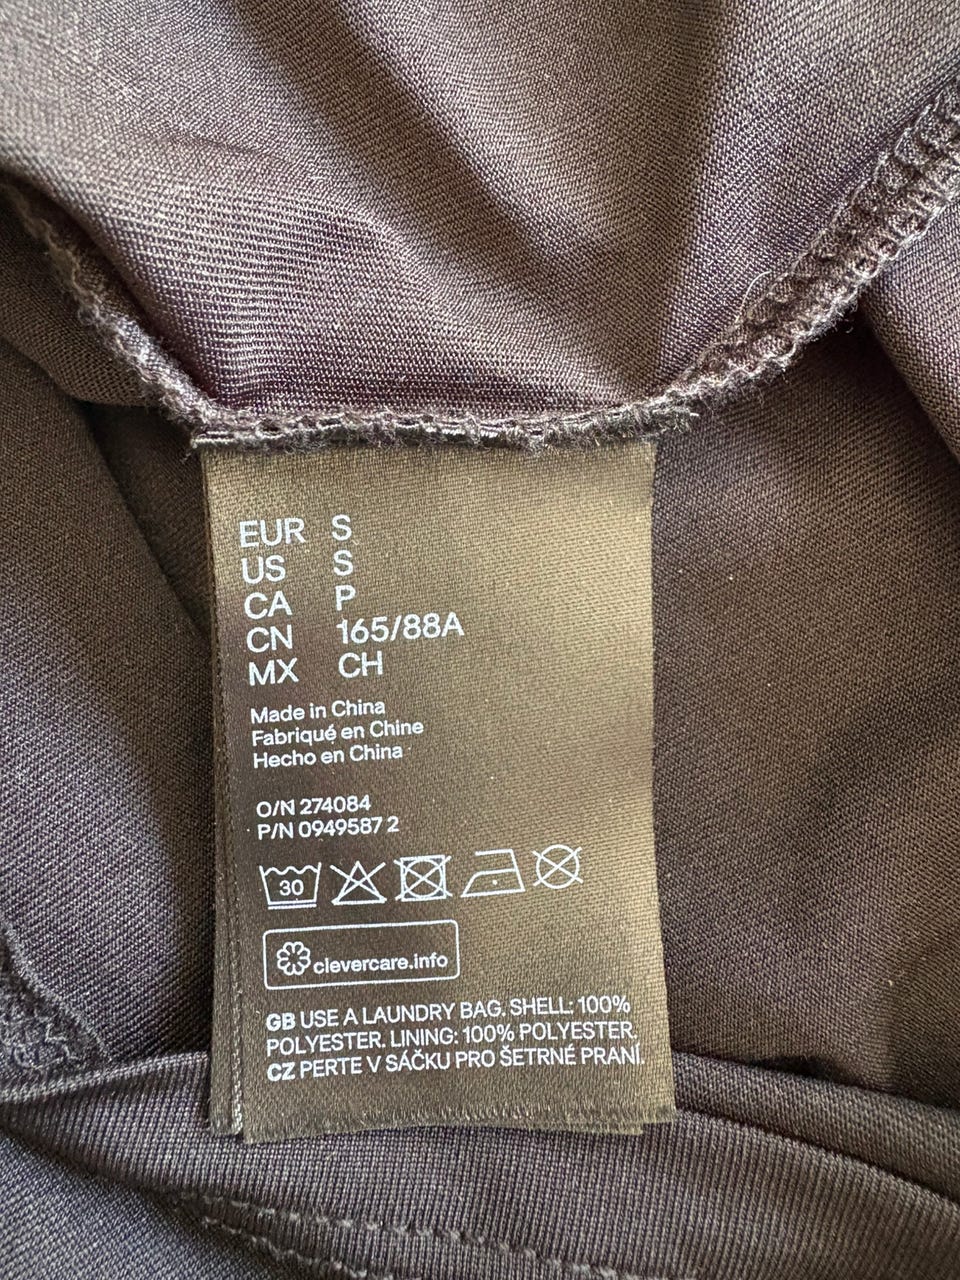 EUR S
US S
CA P
CN 165/88A
MX CH
Made in China
Fabriqué en Chine
Hecho en China
O/N 274084
P/N 0949587 2
30
clevercare.info
GB USE A LAUNDRY BAG. SHELL: 100%
POLYESTER. LINING: 100% POLYESTER.
CZ PERTE V SÁČKU PRO ŠETRNÉ PRANÍ.